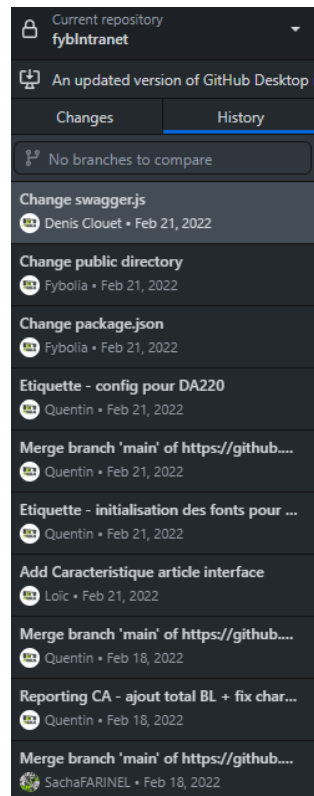 Current repository
fybIntranet
An updated version of GitHub Desktop
Changes
History
No branches to compare
Change swagger.js
Denis Clouet • Feb 21, 2022
Change public directory
Fybolia • Feb 21, 2022
Change package.json
Fybolia • Feb 21, 2022
Etiquette - config pour DA220
Quentin • Feb 21, 2022
Merge branch 'main' of https://github....
Quentin • Feb 21, 2022
Etiquette - initialisation des fonts pour ...
Quentin • Feb 21, 2022
Add Caracteristique article interface
Loïc • Feb 21, 2022
Merge branch 'main' of https://github....
Quentin • Feb 18, 2022
Reporting CA - ajout total BL + fix char...
Quentin • Feb 18, 2022
Merge branch 'main' of https://github....
SachaFARINEL • Feb 18, 2022